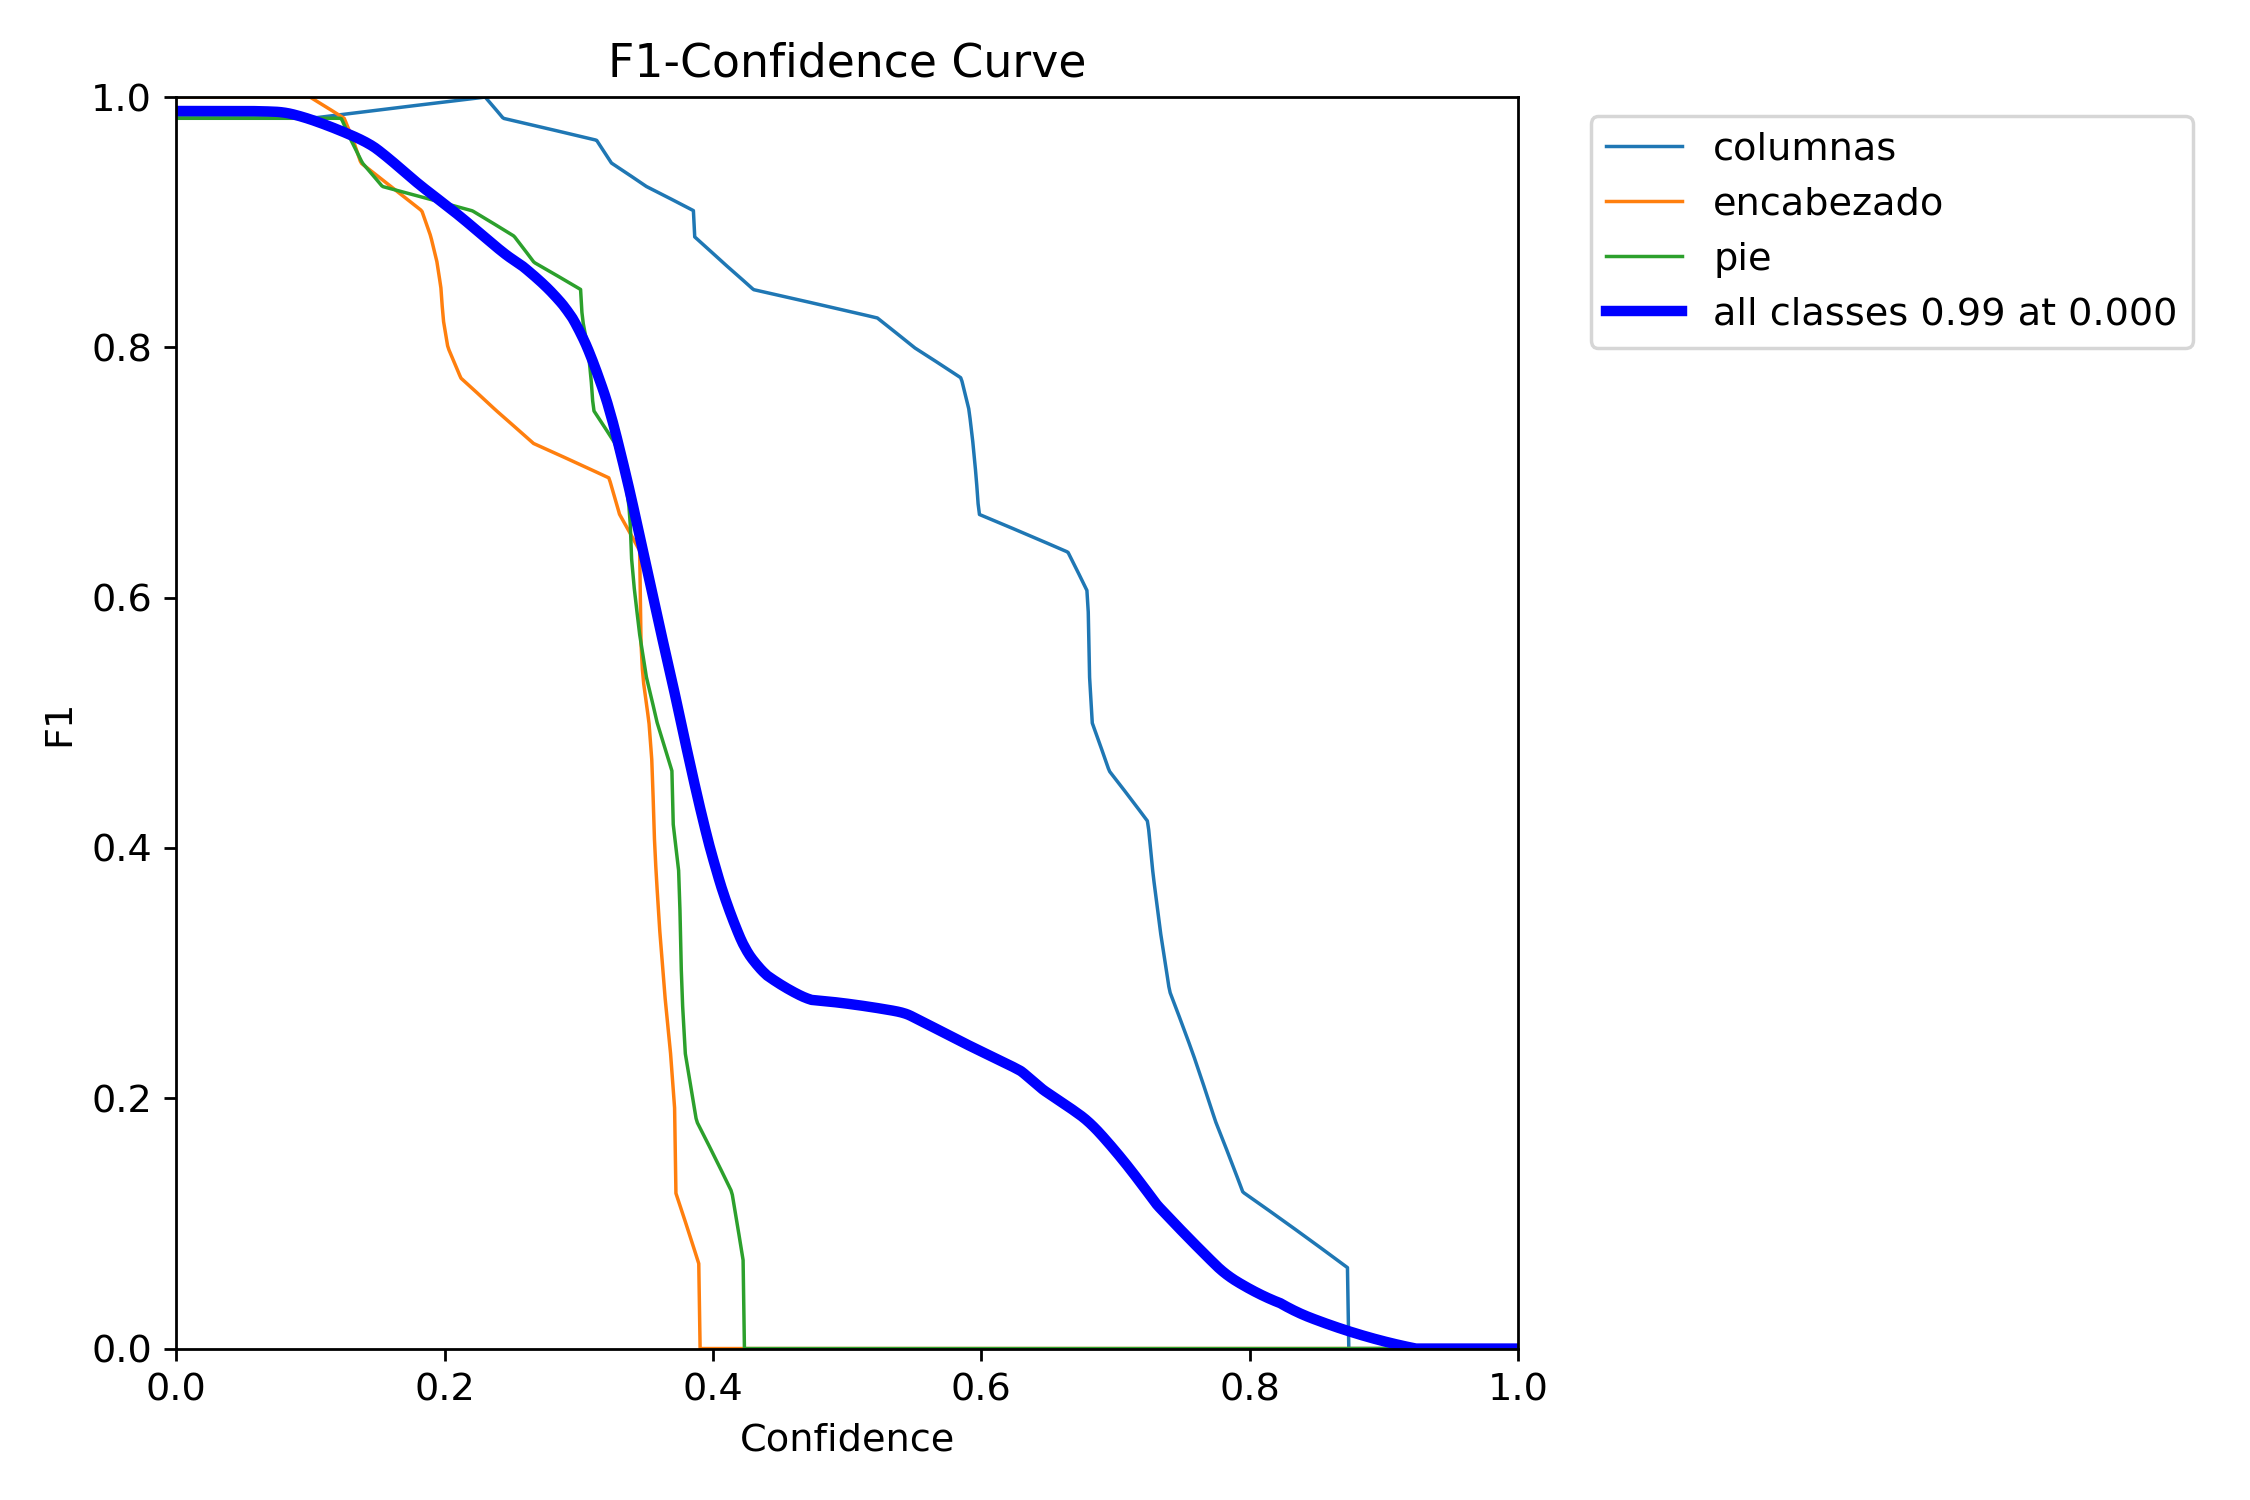 F1-Confidence Curve
1.0
0.8
0.6
0.4
0.2
0.0
F1
0.0 0.2 0.4 0.6 0.8 1.0
Confidence
columnas
encabezado
pie
all classes 0.99 at 0.000